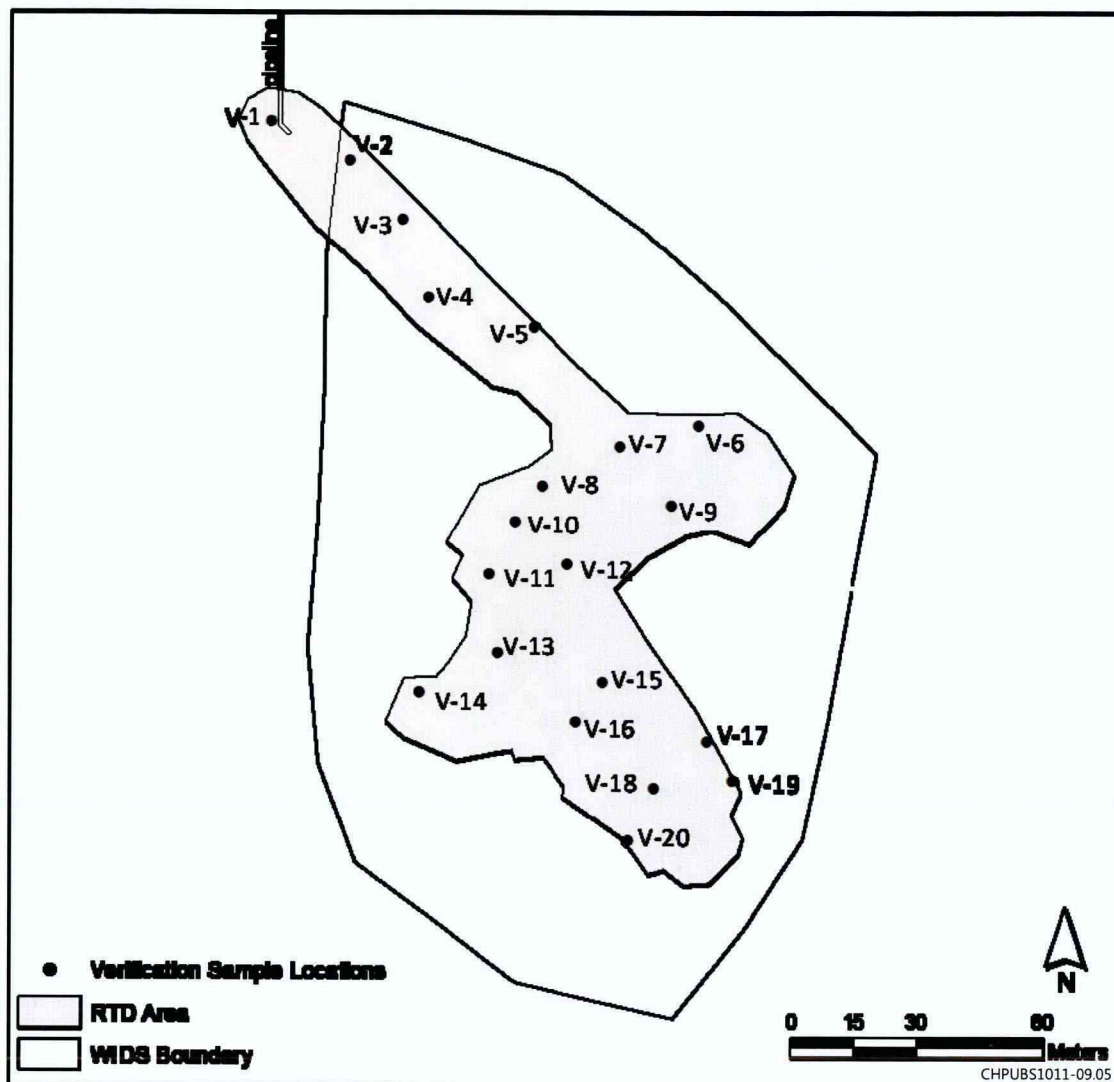 pipeline
V-1
V-2
V-3
V-4
V-5
V-6
V-7
V-8
V-9
V-10
V-11
V-12
V-13
V-14
V-15
V-16
V-17
V-18
V-19
V-20
Verification Sample Locations
RTD Area
WIDS Boundary
N
0 15 30 60
Meters
CHPUBS1011-09.05